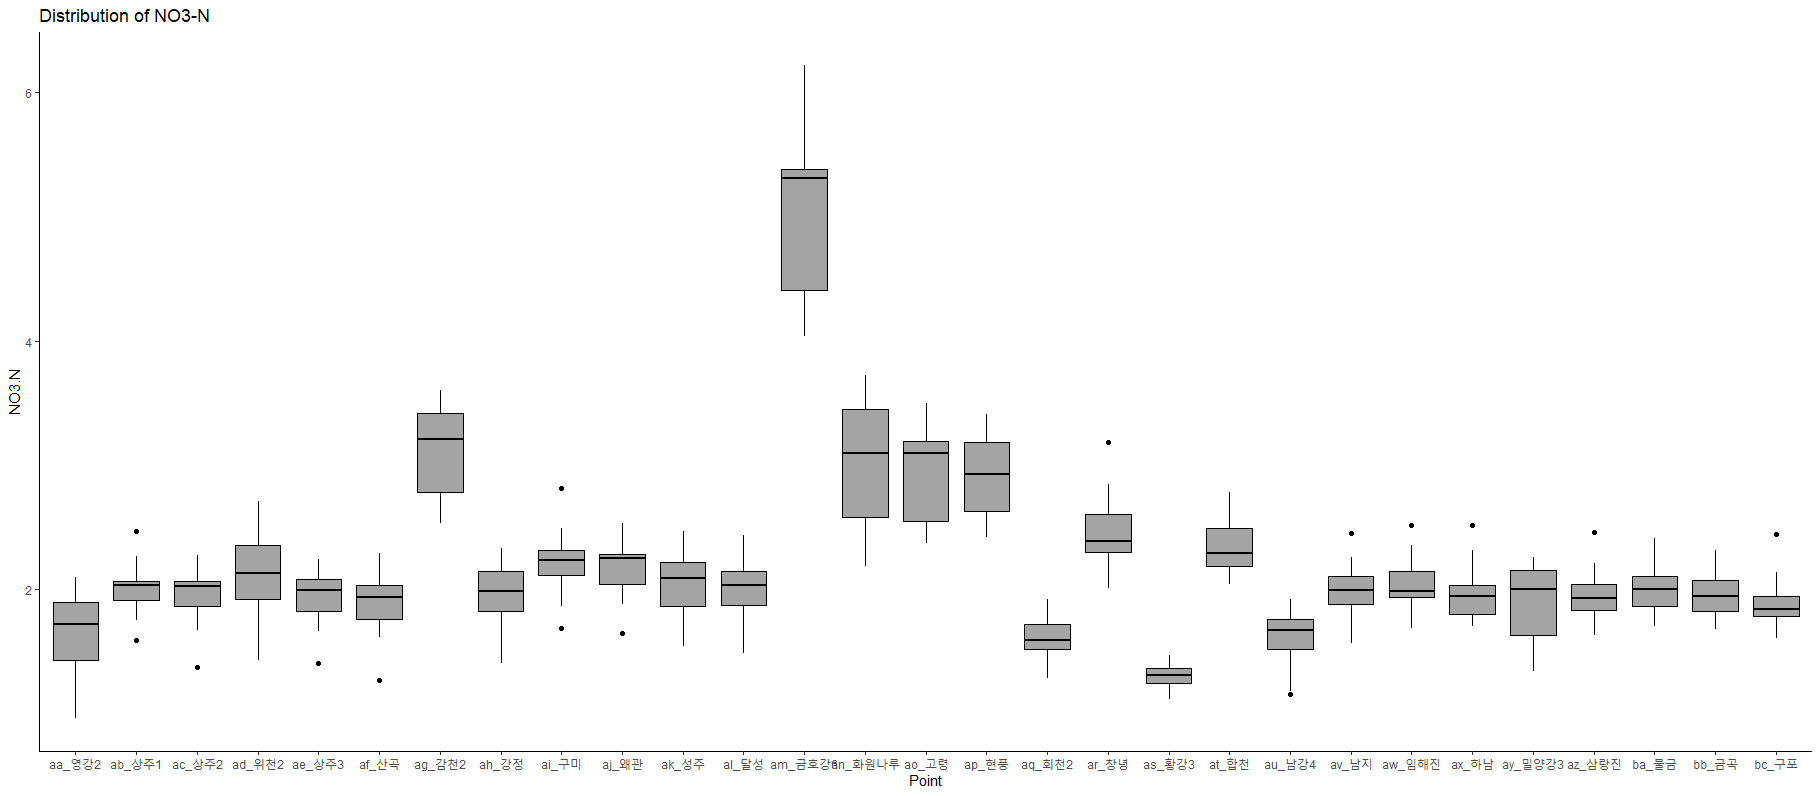 Distribution of NO3-N
NO3.N
6
4
2
aa_영강2 ab_상주1 ac_상주2 ad_위천2 ae_상주3 af_산곡 ag_감천2 ah_강정 ai_구미 aj_왜관 ak_성주 al_달성 am_금호강6 an_화원나루 ao_고령 ap_현풍 aq_회천2 ar_창녕 as_황강3 at_합천 au_남강4 av_남지 aw_임해진 ax_하남 ay_밀양강3 az_삼랑진 ba_물금 bb_금곡 bc_구포
Point